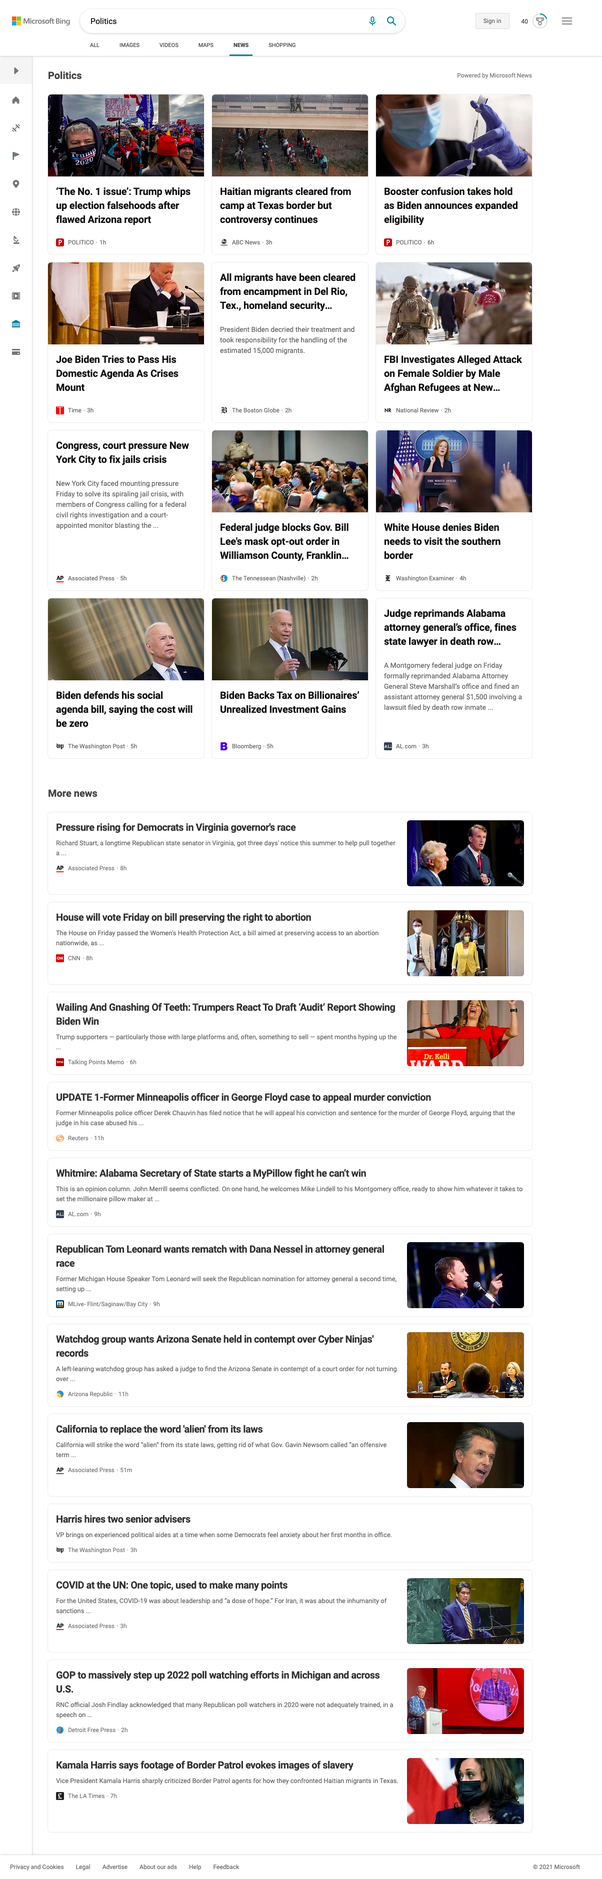 Microsoft Bing
Politics
Sign in
40
ALL
IMAGES
VIDEOS
MAPS
NEWS
SHOPPING
Politics
Powered by Microsoft News
'The No. 1 issue': Trump whips
up election falsehoods after
flawed Arizona report
POLITICO · 1h
Haitian migrants cleared from
camp at Texas border but
controversy continues
ABC News · 3h
Booster confusion takes hold
as Biden announces expanded
eligibility
POLITICO · 6h
Joe Biden Tries to Pass His
Domestic Agenda As Crises
Mount
Time · 3h
All migrants have been cleared
from encampment in Del Rio,
Tex., homeland security...
President Biden decried their treatment and
took responsibility for the handling of the
estimated 15,000 migrants.
The Boston Globe · 2h
FBI Investigates Alleged Attack
on Female Soldier by Male
Afghan Refugees at New...
NR National Review · 2h
Congress, court pressure New
York City to fix jails crisis
New York City faced mounting pressure
Friday to solve its spiraling jail crisis, with
members of Congress calling for a federal
civil rights investigation and a court-
appointed monitor blasting the ...
AP Associated Press · 5h
Federal judge blocks Gov. Bill
Lee's mask opt-out order in
Williamson County, Franklin...
The Tennessean (Nashville) · 2h
White House denies Biden
needs to visit the southern
border
Washington Examiner · 4h
Biden defends his social
agenda bill, saying the cost will
be zero
wp The Washington Post · 5h
Biden Backs Tax on Billionaires'
Unrealized Investment Gains
B Bloomberg · 5h
Judge reprimands Alabama
attorney general's office, fines
state lawyer in death row...
A Montgomery federal judge on Friday
formally reprimanded Alabama Attorney
General Steve Marshall's office and fined an
assistant attorney general $1,500 involving a
lawsuit filed by death row inmate ...
AL.com · 3h
More news
Pressure rising for Democrats in Virginia governor's race
Richard Stuart, a longtime Republican state senator in Virginia, got three days' notice this summer to help pull together
a ...
AP Associated Press · 8h
House will vote Friday on bill preserving the right to abortion
The House on Friday passed the Women's Health Protection Act, a bill aimed at preserving access to an abortion
nationwide, as ...
CNN · 8h
Wailing And Gnashing Of Teeth: Trumpers React To Draft 'Audit' Report Showing
Biden Win
Trump supporters — particularly those with large platforms and, often, something to sell — spent months hyping up the
...
Talking Points Memo · 6h
Dr. Kelli
WARD
UPDATE 1-Former Minneapolis officer in George Floyd case to appeal murder conviction
Former Minneapolis police officer Derek Chauvin has filed notice that he will appeal his conviction and sentence for the murder of George Floyd, arguing that the
judge in his case abused his ...
Reuters · 11h
Whitmire: Alabama Secretary of State starts a MyPillow fight he can't win
This is an opinion column. John Merrill seems conflicted. On one hand, he welcomes Mike Lindell to his Montgomery office, ready to show him whatever it takes to
set the millionaire pillow maker at ...
AL.com · 9h
Republican Tom Leonard wants rematch with Dana Nessel in attorney general
race
Former Michigan House Speaker Tom Leonard will seek the Republican nomination for attorney general a second time,
setting up ...
MLive- Flint/Saginaw/Bay City · 9h
Watchdog group wants Arizona Senate held in contempt over Cyber Ninjas'
records
A left-leaning watchdog group has asked a judge to find the Arizona Senate in contempt of a court order for not turning
over ...
Arizona Republic · 11h
California to replace the word 'alien' from its laws
California will strike the word "alien" from its state laws, getting rid of what Gov. Gavin Newsom called "an offensive
term ...
AP Associated Press · 51m
Harris hires two senior advisers
VP brings on experienced political aides at a time when some Democrats feel anxiety about her first months in office.
wp The Washington Post · 3h
COVID at the UN: One topic, used to make many points
For the United States, COVID-19 was about leadership and "a dose of hope." For Iran, it was about the inhumanity of
sanctions ...
AP Associated Press · 3h
GOP to massively step up 2022 poll watching efforts in Michigan and across
U.S.
RNC official Josh Findlay acknowledged that many Republican poll watchers in 2020 were not adequately trained, in a
speech on ...
Detroit Free Press · 2h
Kamala Harris says footage of Border Patrol evokes images of slavery
Vice President Kamala Harris sharply criticized Border Patrol agents for how they confronted Haitian migrants in Texas.
The LA Times · 7h
Privacy and Cookies
Legal
Advertise
About our ads
Help
Feedback
© 2021 Microsoft